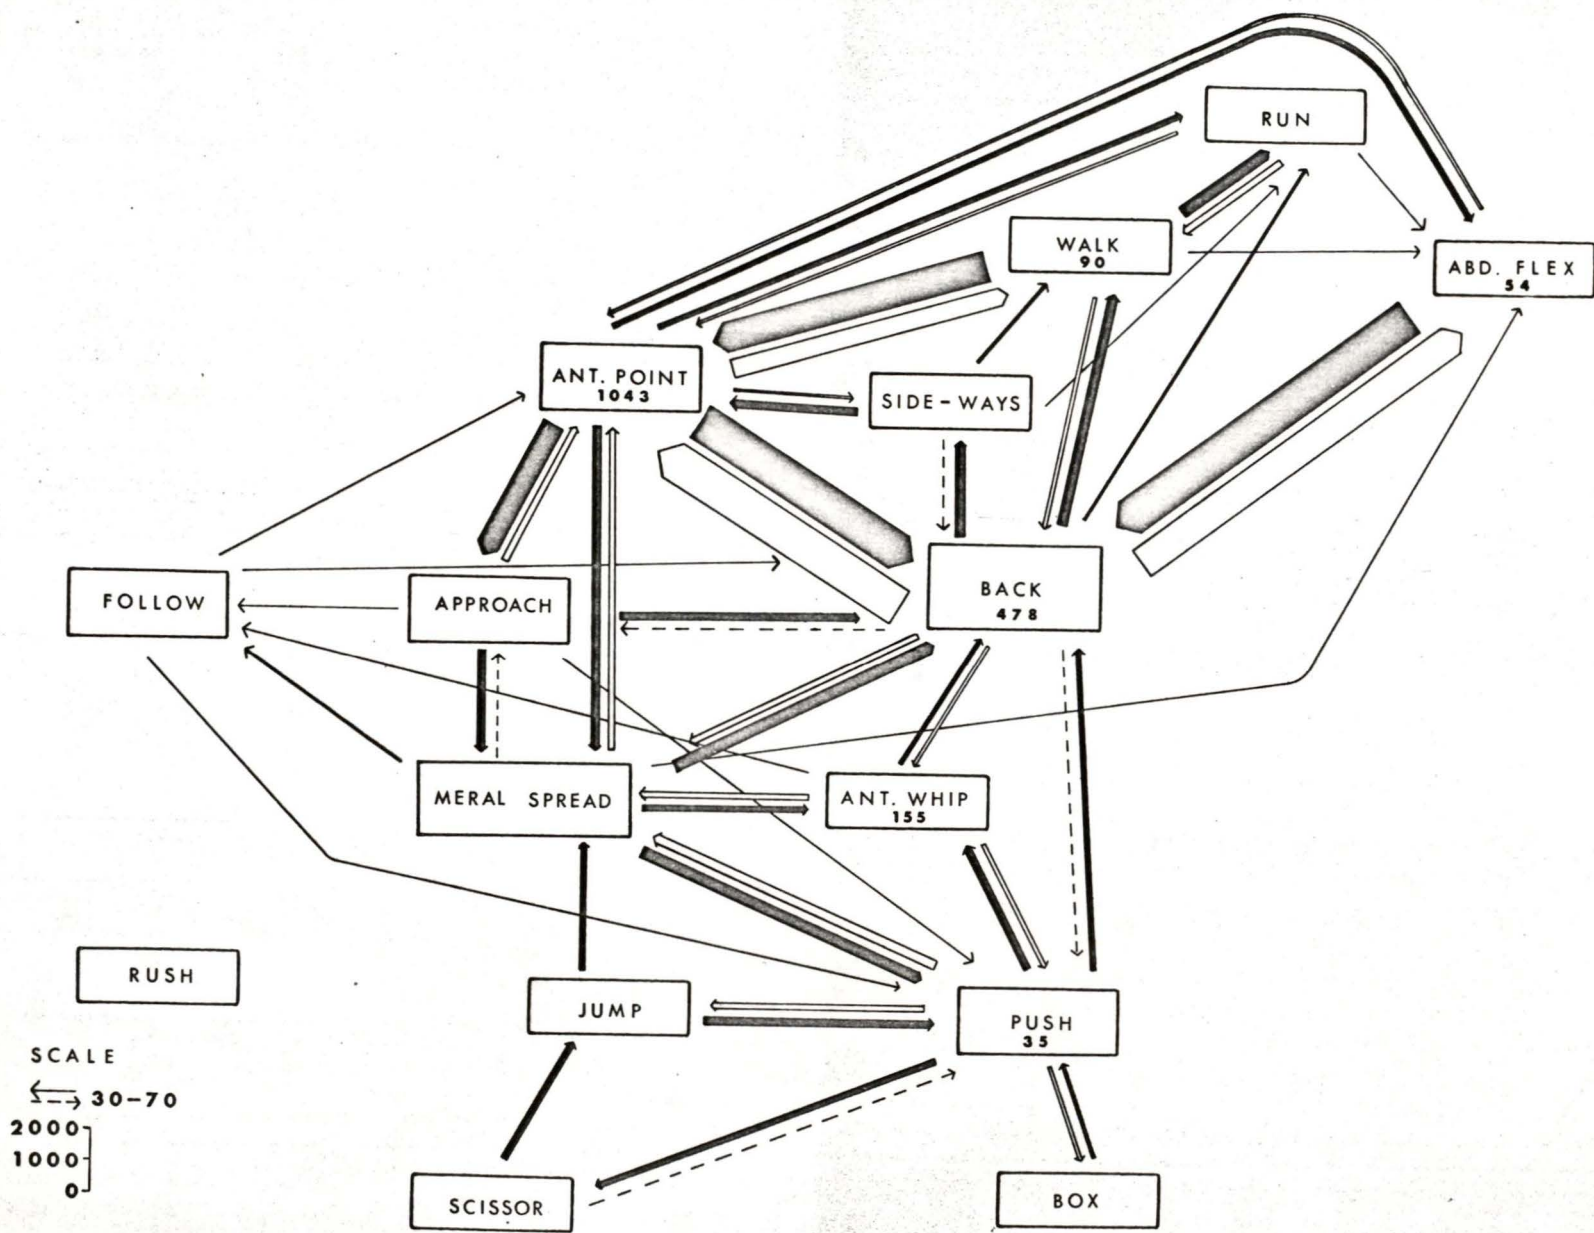 RUN
WALK
90
ABD. FLEX
54
ANT. POINT
1043
SIDE-WAYS
BACK
478
FOLLOW
APPROACH
MERAL SPREAD
ANT. WHIP
155
RUSH
JUMP
PUSH
35
SCALE
30-70
2000
1000
0
SCISSOR
BOX